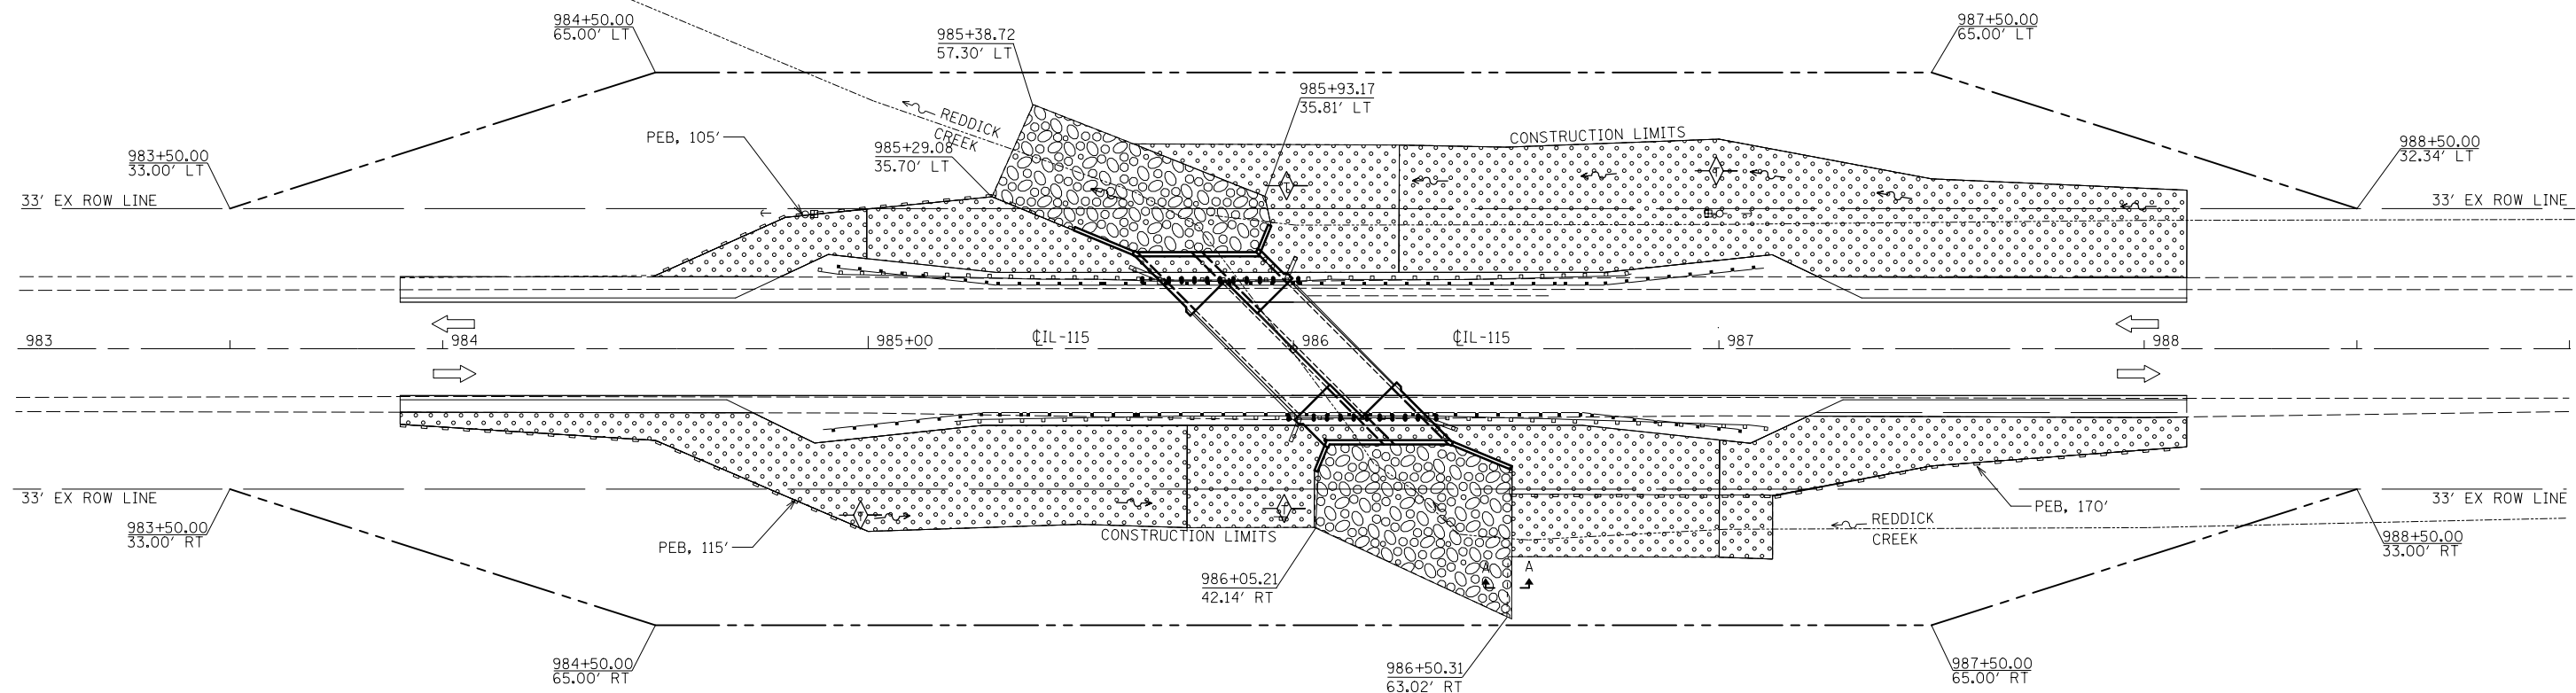 984+50.00
65.00' LT
987+50.00
65.00' LT
985+38.72
57.30' LT
985+93.17
35.81' LT
REDDICK
CREEK
PEB, 105'
CONSTRUCTION LIMITS
985+29.08
35.70' LT
983+50.00
33.00' LT
988+50.00
32.34' LT
33' EX ROW LINE
33' EX ROW LINE
983
984
985+00
℄IL-115
986
℄IL-115
987
988
33' EX ROW LINE
33' EX ROW LINE
PEB, 170'
983+50.00
33.00' RT
REDDICK
CREEK
PEB, 115'
CONSTRUCTION LIMITS
988+50.00
33.00' RT
A
A
986+05.21
42.14' RT
984+50.00
65.00' RT
986+50.31
63.02' RT
987+50.00
65.00' RT